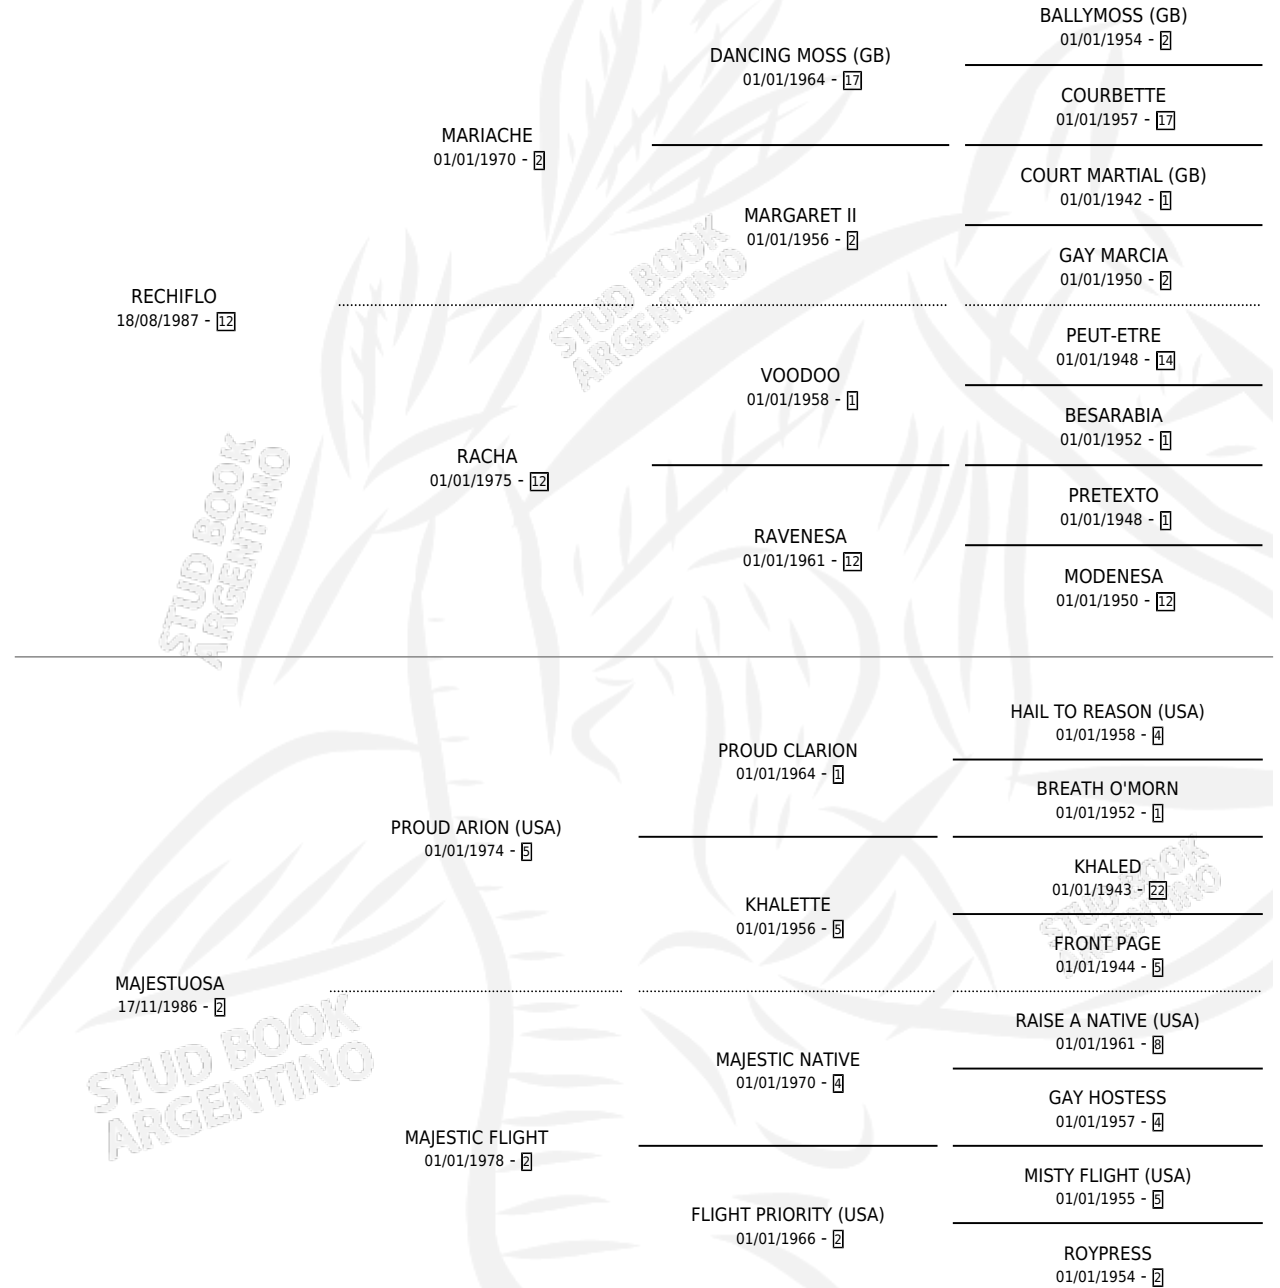 BALLYMOSS (GB)
01/01/1954 - 2
DANCING MOSS (GB)
01/01/1964 - 17
COURBETTE
01/01/1957 - 17
MARIACHE
01/01/1970 - 2
COURT MARTIAL (GB)
01/01/1942 - 1
MARGARET II
01/01/1956 - 2
GAY MARCIA
01/01/1950 - 2
RECHIFLO
18/08/1987 - 12
STUD BOOK
ARGENTINO
PEUT-ETRE
01/01/1948 - 14
VOODOO
01/01/1958 - 1
BESARABIA
01/01/1952 - 1
RACHA
01/01/1975 - 12
PRETEXTO
01/01/1948 - 1
RAVENESA
01/01/1961 - 12
MODENESA
01/01/1950 - 12
STUD BOOK
ARGENTINO
HAIL TO REASON (USA)
01/01/1958 - 4
PROUD CLARION
01/01/1964 - 1
BREATH O'MORN
01/01/1952 - 1
PROUD ARION (USA)
01/01/1974 - 5
KHALED
01/01/1943 - 22
KHALETTE
01/01/1956 - 5
FRONT PAGE
01/01/1944 - 5
STUD BOOK
ARGENTINO
MAJESTUOSA
17/11/1986 - 2
RAISE A NATIVE (USA)
01/01/1961 - 8
MAJESTIC NATIVE
01/01/1970 - 4
GAY HOSTESS
01/01/1957 - 4
STUD BOOK
ARGENTINO
MAJESTIC FLIGHT
01/01/1978 - 2
MISTY FLIGHT (USA)
01/01/1955 - 5
FLIGHT PRIORITY (USA)
01/01/1966 - 2
ROYPRESS
01/01/1954 - 2